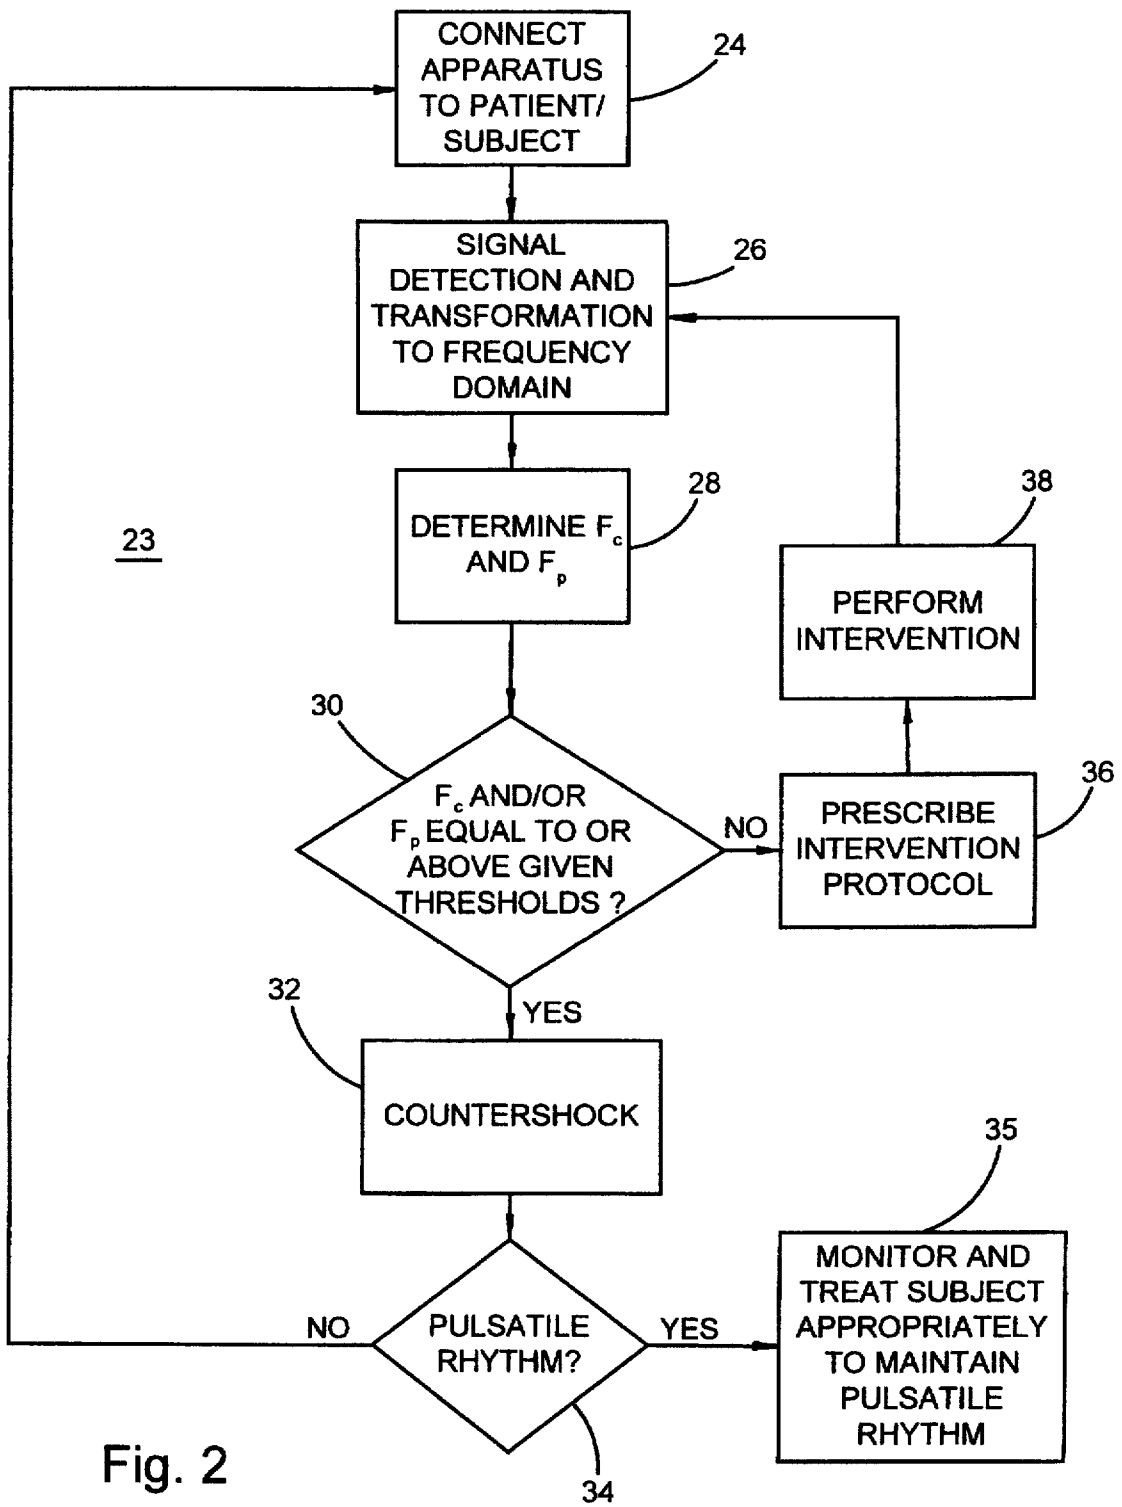 CONNECT
APPARATUS
TO PATIENT/
SUBJECT
24
SIGNAL
DETECTION AND
TRANSFORMATION
TO FREQUENCY
DOMAIN
26
DETERMINE Fc
AND Fp
28
23
38
PERFORM
INTERVENTION
30
Fc AND/OR
Fp EQUAL TO OR
ABOVE GIVEN
THRESHOLDS ?
NO
36
PRESCRIBE
INTERVENTION
PROTOCOL
YES
32
COUNTERSHOCK
35
PULSATILE
RHYTHM?
NO
YES
34
MONITOR AND
TREAT SUBJECT
APPROPRIATELY
TO MAINTAIN
PULSATILE
RHYTHM
Fig. 2